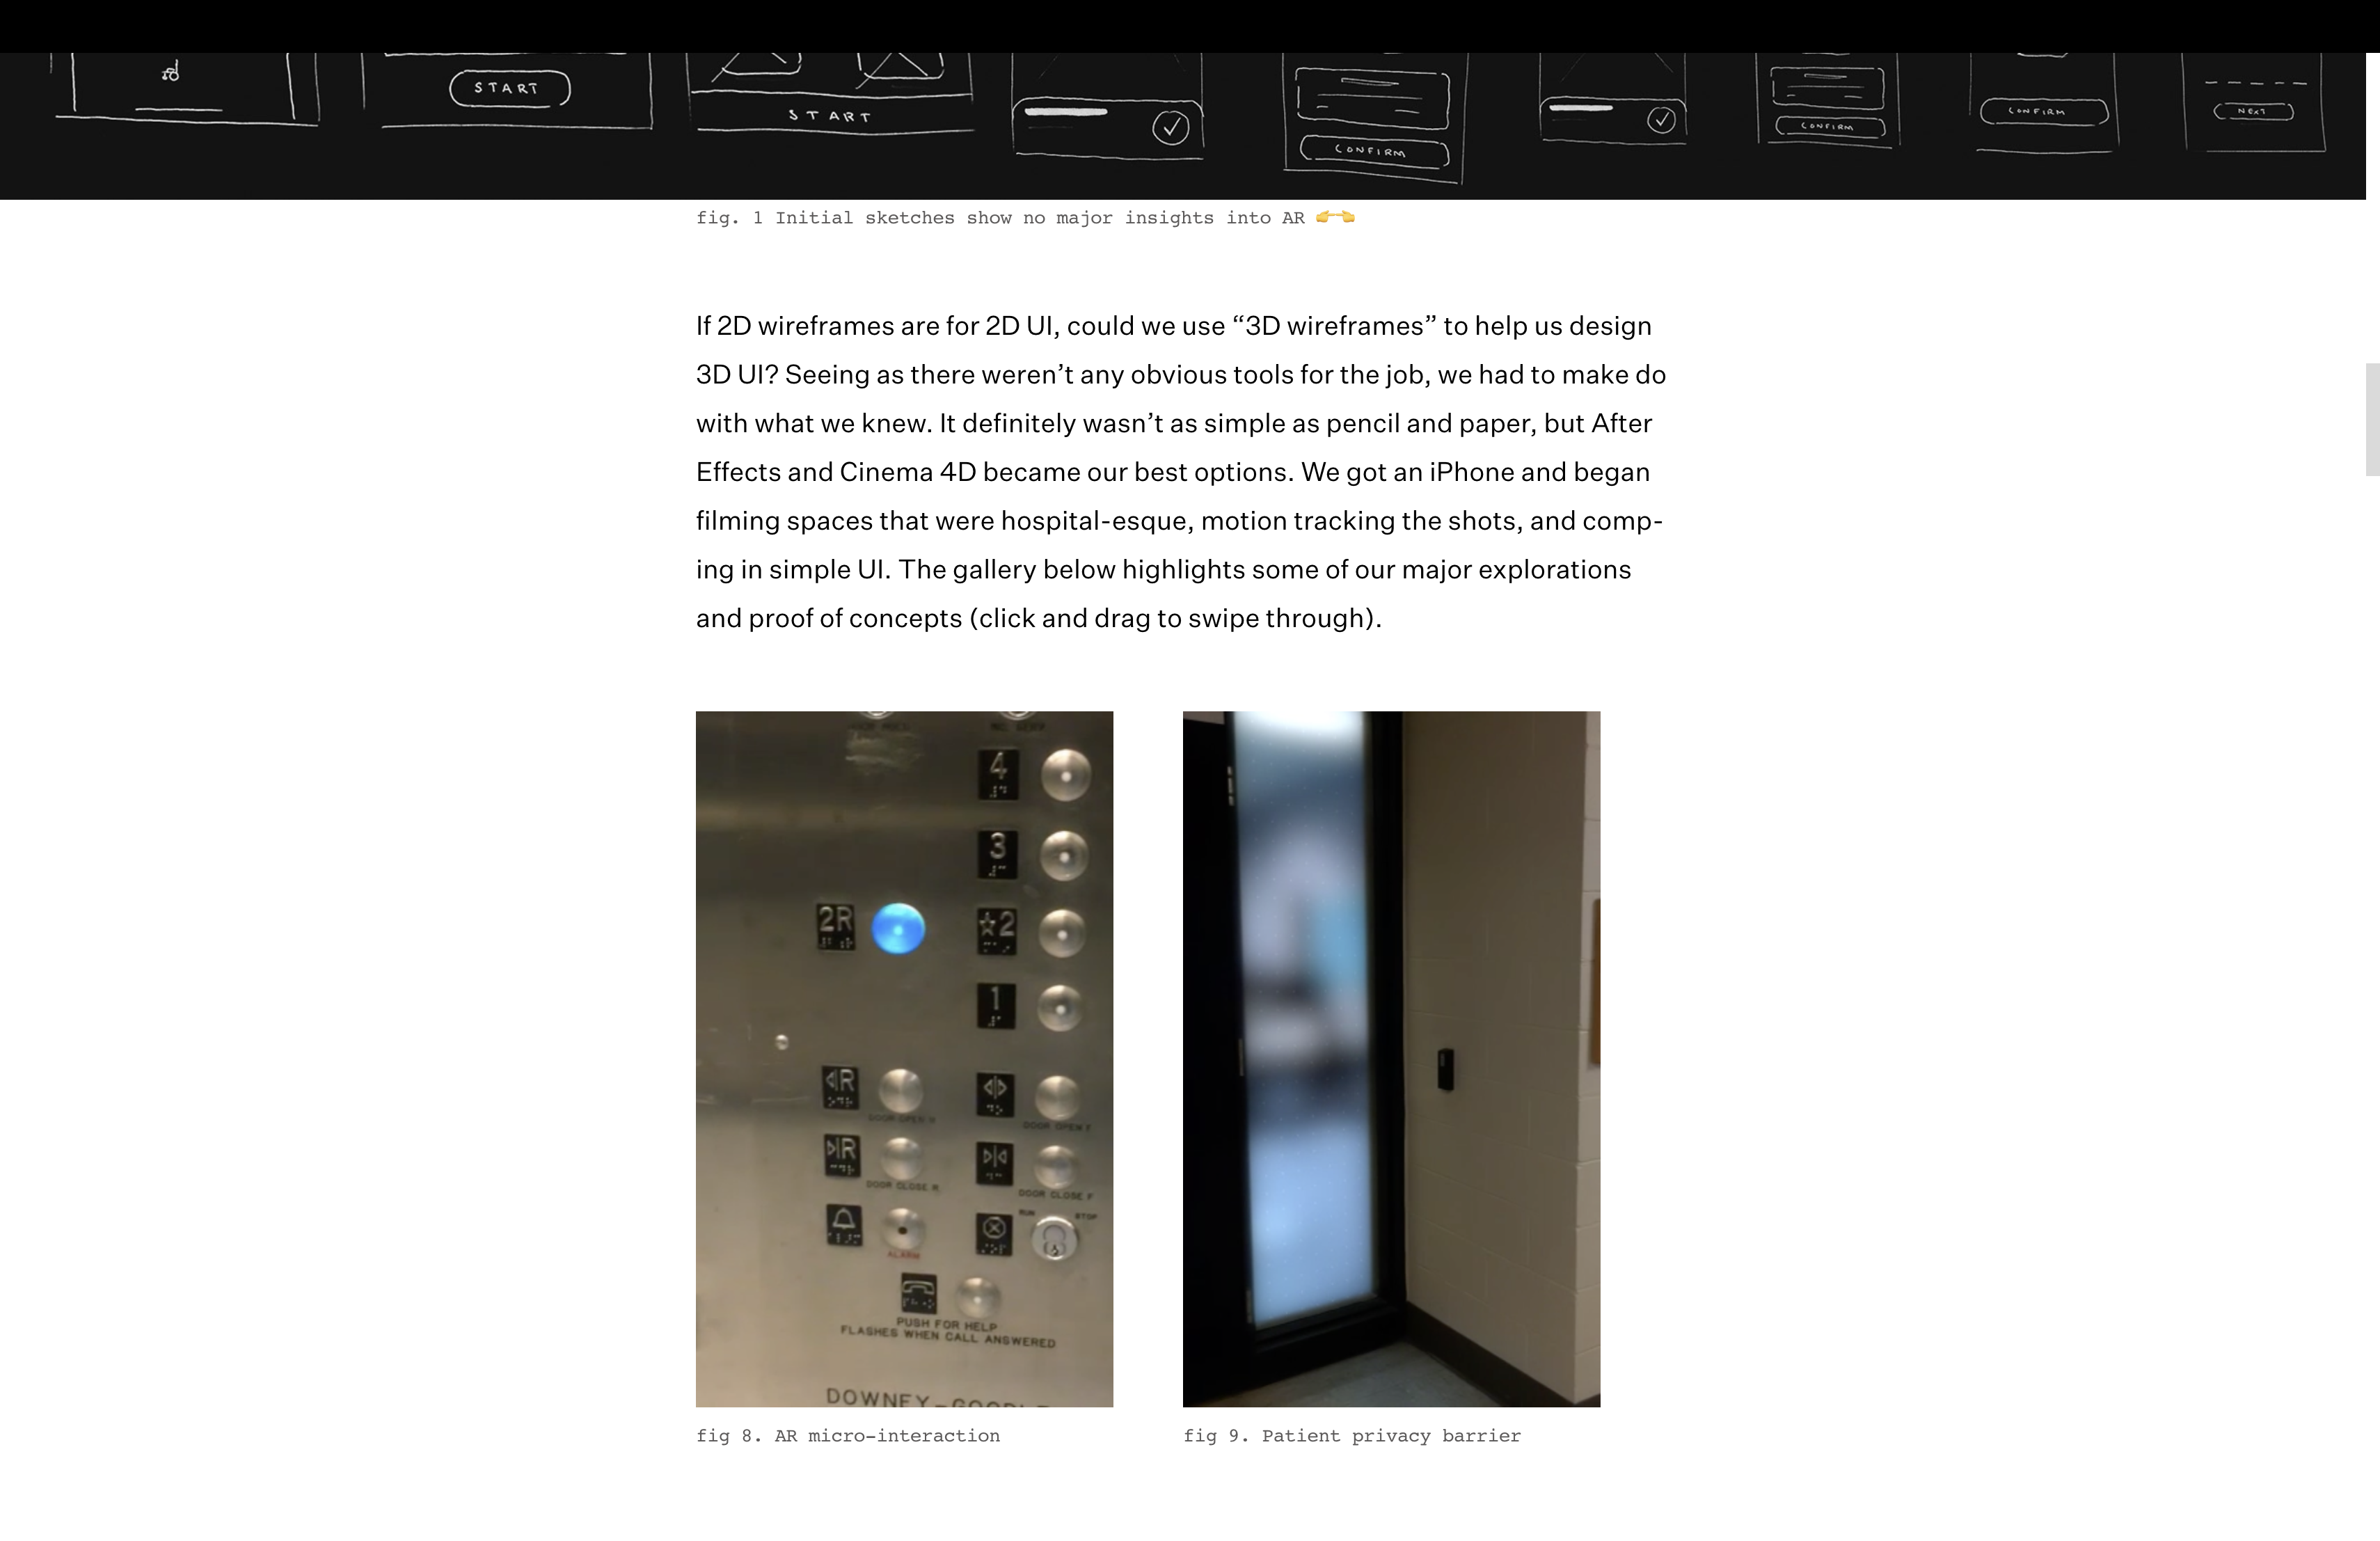 START
START
CONFIRM
CONFIRM
CONFIRM
NEXT
fig. 1 Initial sketches show no major insights into AR 👉👈
If 2D wireframes are for 2D UI, could we use “3D wireframes” to help us design
3D UI? Seeing as there weren’t any obvious tools for the job, we had to make do
with what we knew. It definitely wasn’t as simple as pencil and paper, but After
Effects and Cinema 4D became our best options. We got an iPhone and began
filming spaces that were hospital-esque, motion tracking the shots, and comp-
ing in simple UI. The gallery below highlights some of our major explorations
and proof of concepts (click and drag to swipe through).
4
3
2R ☆2
1
◁R ◁|▷
DOOR OPEN R DOOR OPEN F
▷|R ▷|◁
DOOR CLOSE R DOOR CLOSE F
RUN STOP
ALARM
PUSH FOR HELP
FLASHES WHEN CALL ANSWERED
fig 8. AR micro-interaction
fig 9. Patient privacy barrier